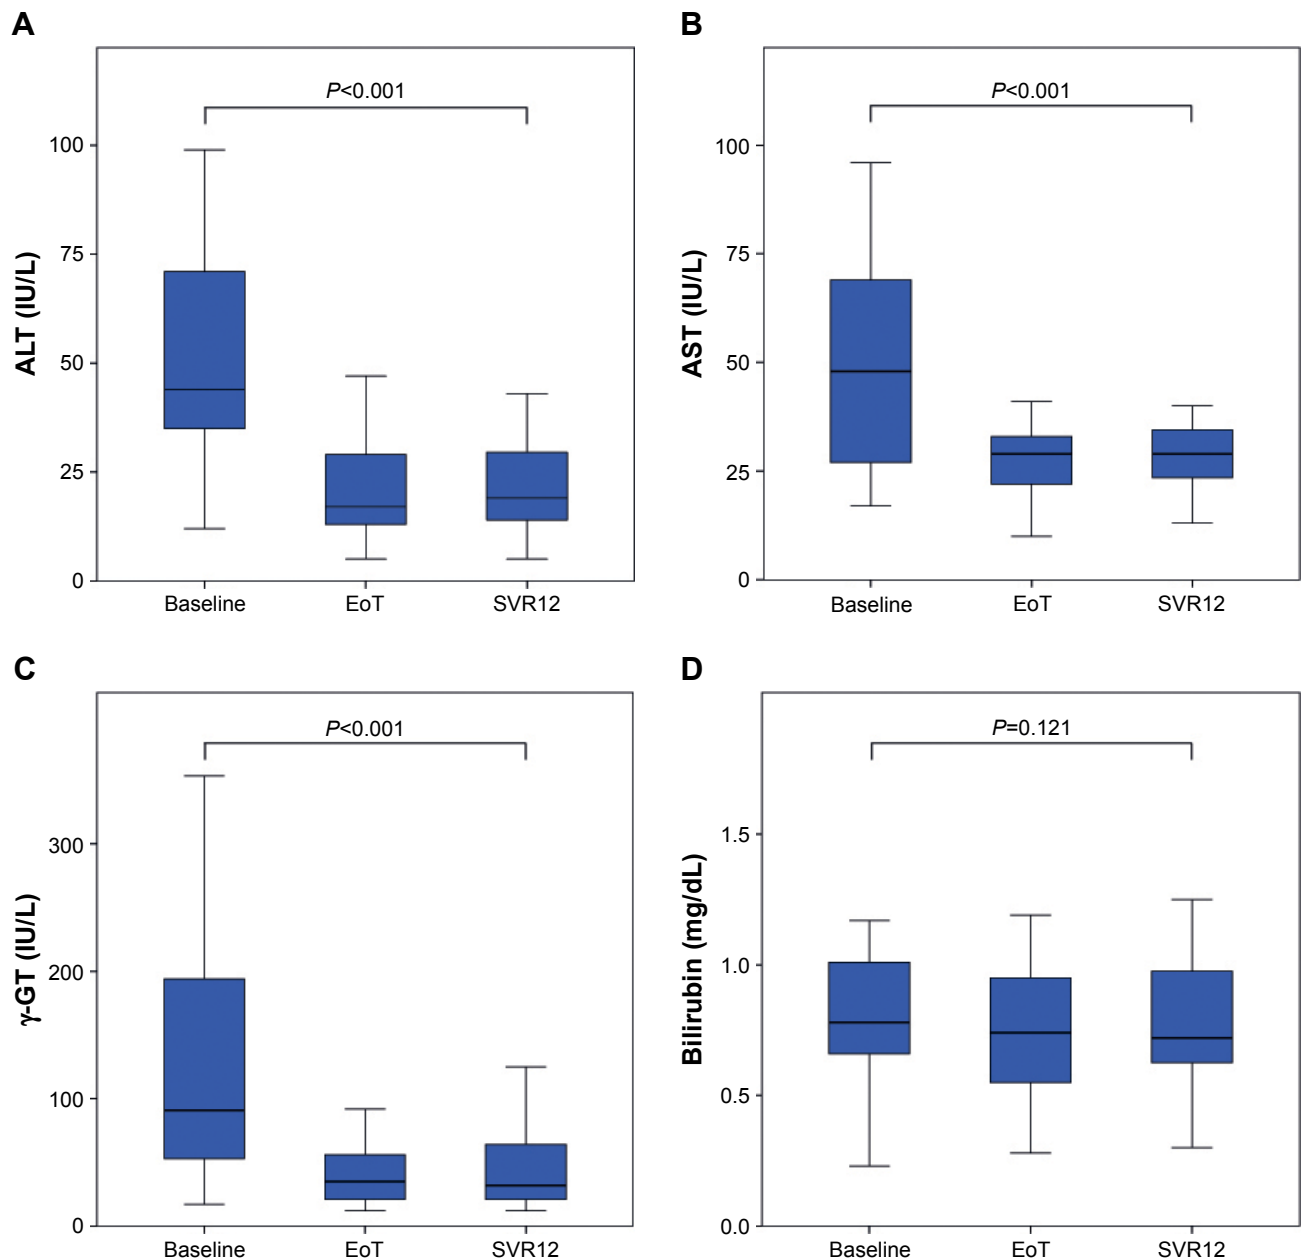 A
P<0.001
100
75
50
25
0
ALT (IU/L)
Baseline EoT SVR12
B
P<0.001
100
75
50
25
0
AST (IU/L)
Baseline EoT SVR12
C
P<0.001
300
200
100
0
γ-GT (IU/L)
Baseline EoT SVR12
D
P=0.121
1.5
1.0
0.5
0.0
Bilirubin (mg/dL)
Baseline EoT SVR12